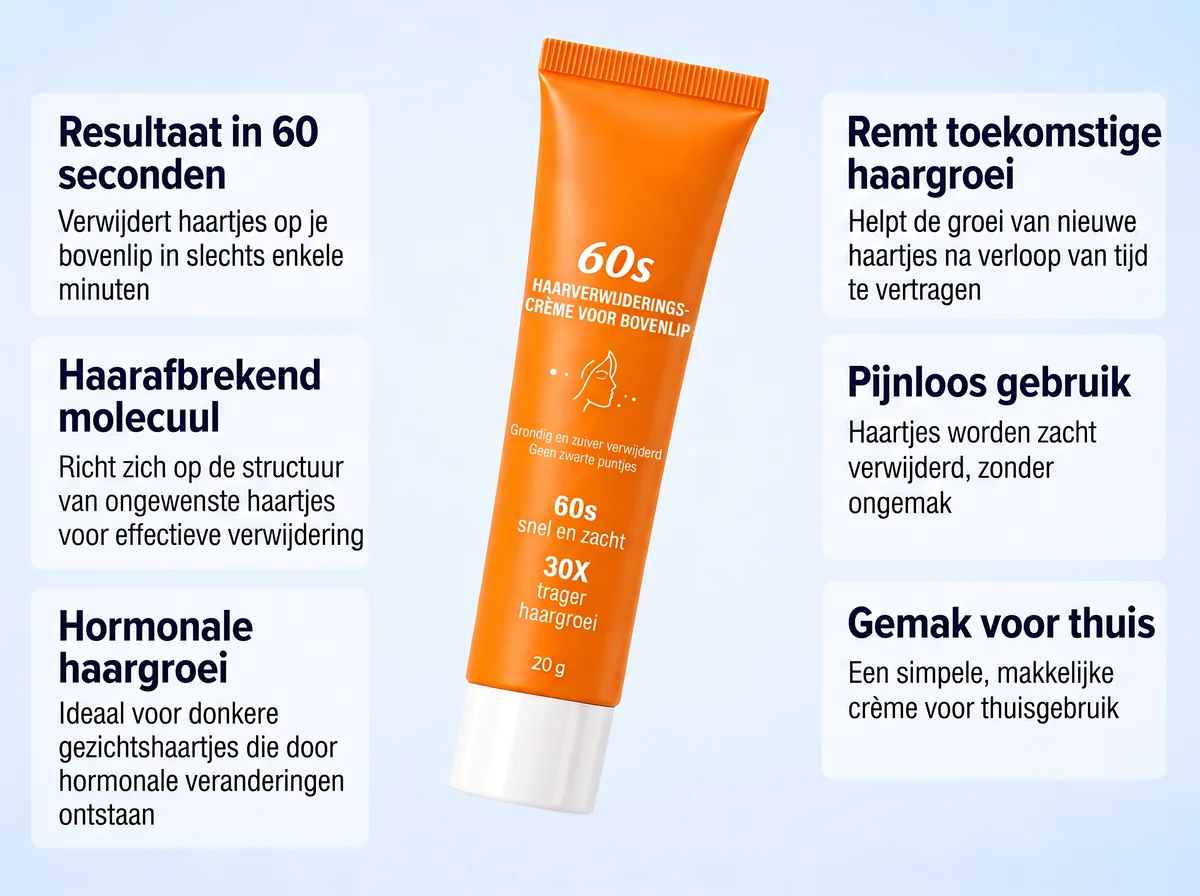 Resultaat in 60
seconden
Verwijdert haartjes op je
bovenlip in slechts enkele
minuten
Haarafbrekend
molecuul
Richt zich op de structuur
van ongewenste haartjes
voor effectieve verwijdering
Hormonale
haargroei
Ideaal voor donkere
gezichtshaartjes die door
hormonale veranderingen
ontstaan
60s
HAARVERWIJDERINGS-
CRÈME VOOR BOVENLIP
Grondig en zuiver verwijderd
Geen zwarte puntjes
60s
snel en zacht
30X
trager
haargroei
20 g
Remt toekomstige
haargroei
Helpt de groei van nieuwe
haartjes na verloop van tijd
te vertragen
Pijnloos gebruik
Haartjes worden zacht
verwijderd, zonder
ongemak
Gemak voor thuis
Een simpele, makkelijke
crème voor thuisgebruik